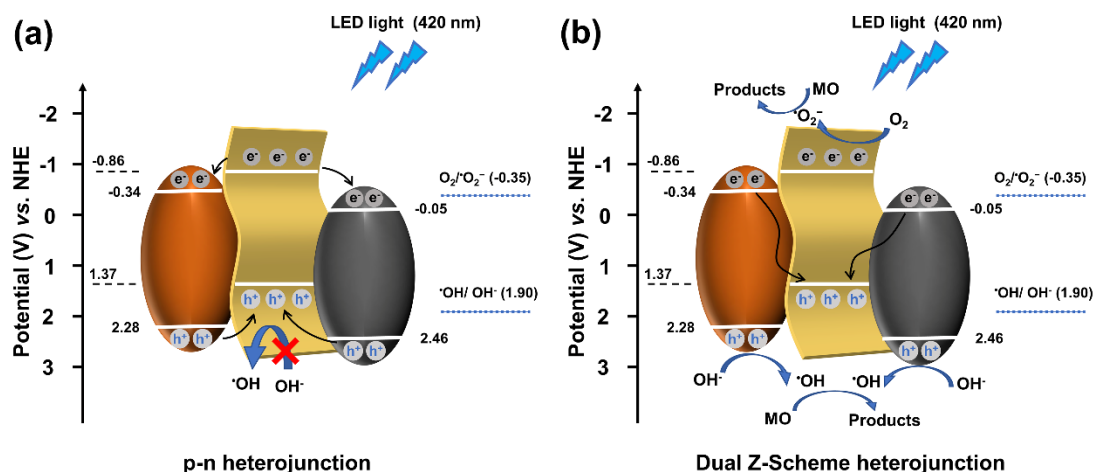 (a)
LED light (420 nm)
-2
-1
0
1
2
3
Potential (V) vs. NHE
-0.86
-0.34
1.37
2.28
e- e- e-
e- e-
e- e-
-0.05
O2/•O2− (-0.35)
•OH/ OH- (1.90)
h+ h+ h+
h+ h+
h+ h+
2.46
•OH
OH-
p-n heterojunction
(b)
LED light (420 nm)
Products
MO
•O2−
O2
-2
-1
0
1
2
3
Potential (V) vs. NHE
-0.86
-0.34
1.37
2.28
e- e- e-
e- e-
e- e-
-0.05
O2/•O2− (-0.35)
•OH/ OH- (1.90)
h+ h+ h+
h+ h+
h+ h+
2.46
OH-
•OH
•OH
OH-
MO
Products
Dual Z-Scheme heterojunction